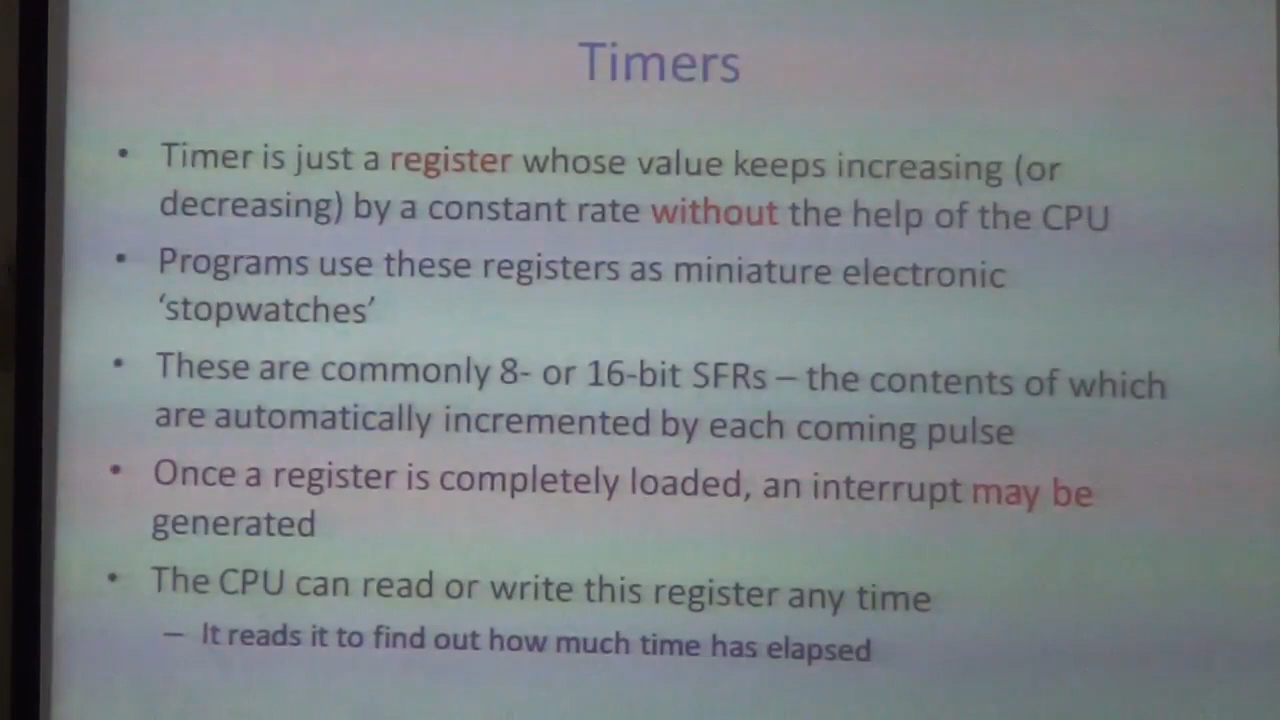 Timers
• Timer is just a register whose value keeps increasing (or
decreasing) by a constant rate without the help of the CPU
• Programs use these registers as miniature electronic
‘stopwatches’
• These are commonly 8- or 16-bit SFRs – the contents of which
are automatically incremented by each coming pulse
• Once a register is completely loaded, an interrupt may be
generated
• The CPU can read or write this register any time
– It reads it to find out how much time has elapsed